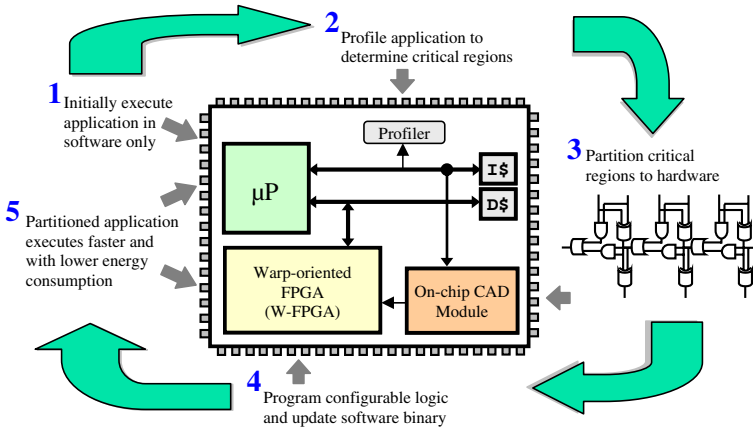 2 Profile application to
determine critical regions
1 Initially execute
application in
software only
Profiler
3 Partition critical
regions to hardware
µP
I$
D$
5 Partitioned application
executes faster and
with lower energy
consumption
Warp-oriented
FPGA
(W-FPGA)
On-chip CAD
Module
4 Program configurable logic
and update software binary